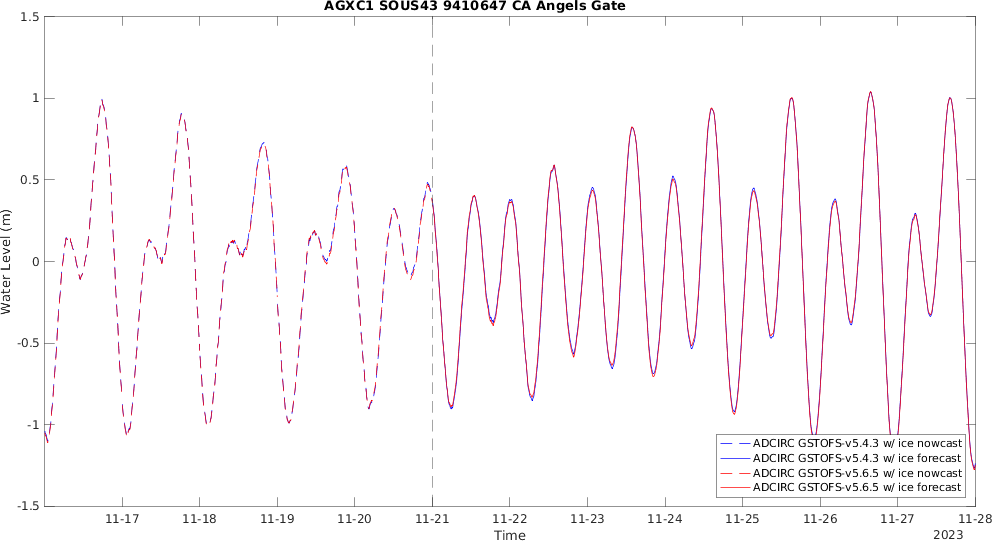 AGXC1 SOUS43 9410647 CA Angels Gate
1.5
1
0.5
0
-0.5
-1
-1.5
Water Level (m)
ADCIRC GSTOFS-v5.4.3 w/ ice nowcast
ADCIRC GSTOFS-v5.4.3 w/ ice forecast
ADCIRC GSTOFS-v5.6.5 w/ ice nowcast
ADCIRC GSTOFS-v5.6.5 w/ ice forecast
11-17 11-18 11-19 11-20 11-21 11-22 11-23 11-24 11-25 11-26 11-27 11-28
Time
2023